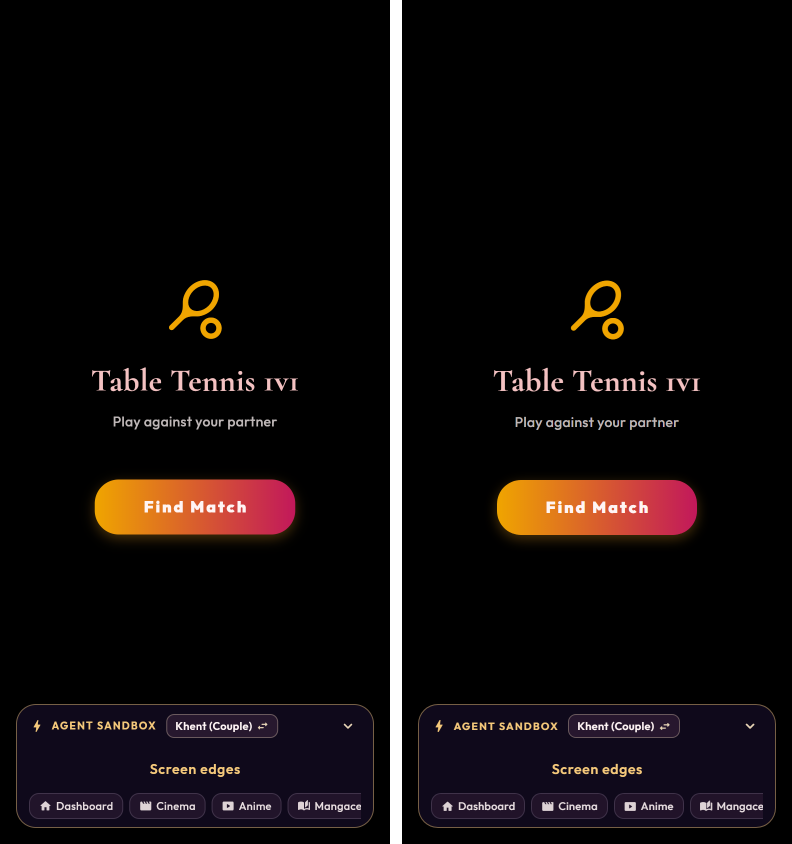 Table Tennis 1v1
Play against your partner
Find Match
AGENT SANDBOX Khent (Couple)
Screen edges
Dashboard Cinema Anime Mangace
Table Tennis 1v1
Play against your partner
Find Match
AGENT SANDBOX Khent (Couple)
Screen edges
Dashboard Cinema Anime Mangace